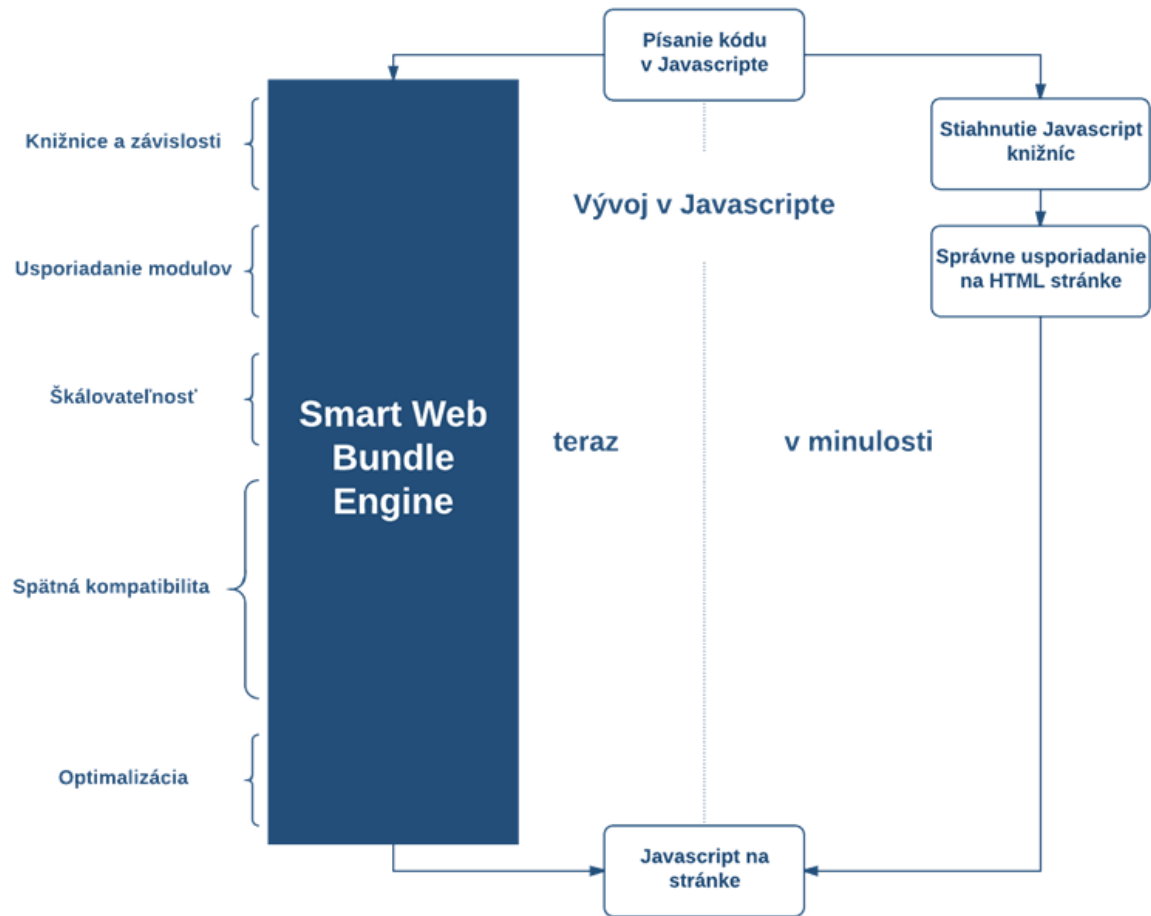 Písanie kódu
v Javascripte
Knižnice a závislosti
Stiahnutie Javascript
knižníc
Vývoj v Javascripte
Usporiadanie modulov
Správne usporiadanie
na HTML stránke
Škálovateľnosť
Smart Web
Bundle
Engine
teraz
v minulosti
Spätná kompatibilita
Optimalizácia
Javascript na
stránke